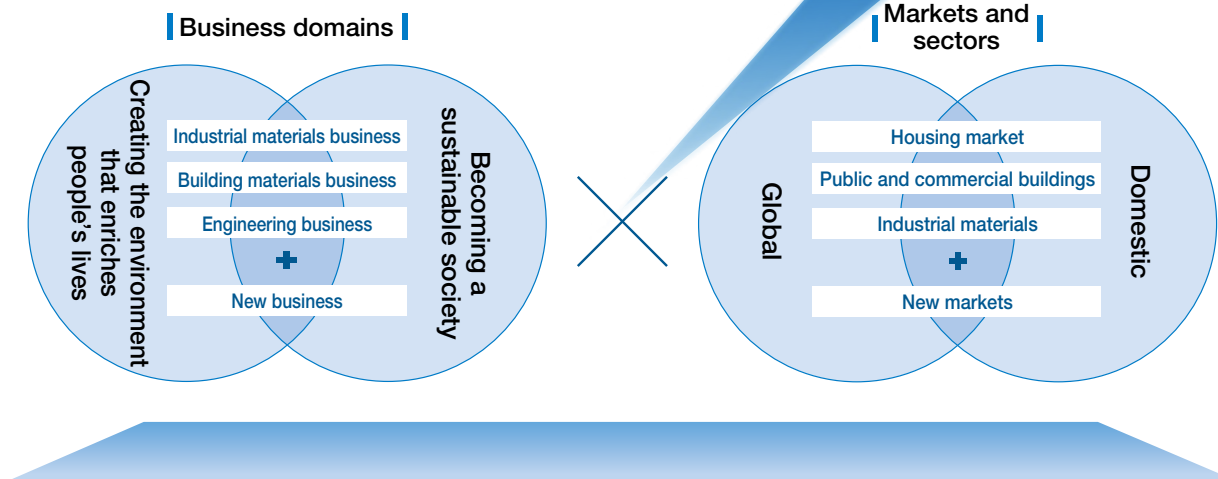 Business domains
Creating the environment
that enriches
people's lives
Industrial materials business
Building materials business
Engineering business
+
New business
Becoming a
sustainable society
Markets and
sectors
Global
Housing market
Public and commercial buildings
Industrial materials
+
New markets
Domestic